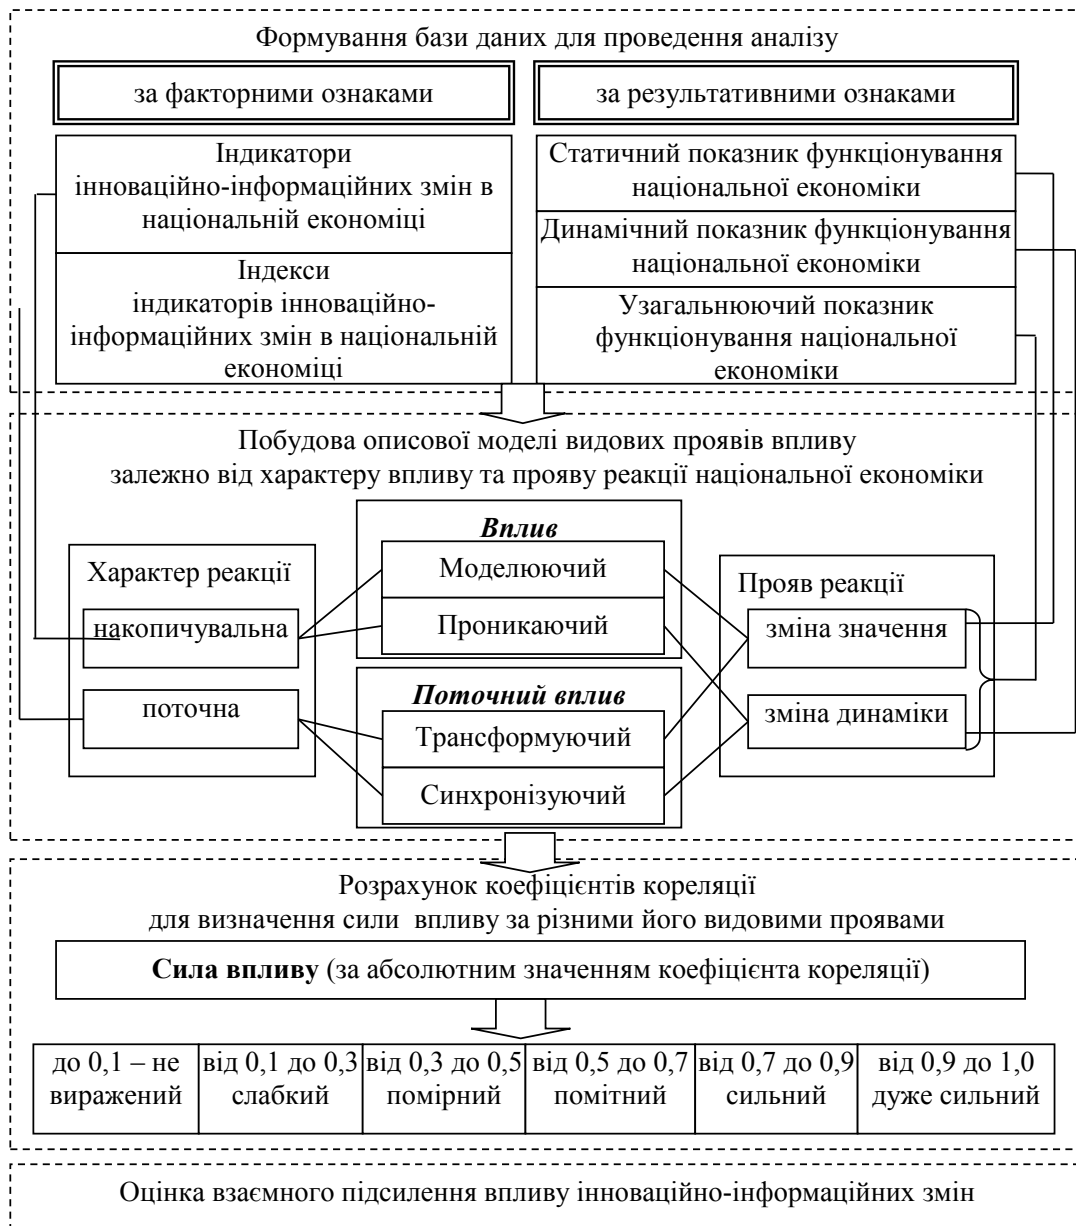 Формування бази даних для проведення аналізу
за факторними ознаками
за результативними ознаками
Індикатори
інноваційно-інформаційних змін в
національній економіці
Індекси
індикаторів інноваційно-
інформаційних змін в національній
економіці
Статичний показник функціонування
національної економіки
Динамічний показник функціонування
національної економіки
Узагальнюючий показник
функціонування національної
економіки
Побудова описової моделі видових проявів впливу
залежно від характеру впливу та прояву реакції національної економіки
Характер реакції
накопичувальна
поточна
Вплив
Моделюючий
Проникаючий
Поточний вплив
Трансформуючий
Синхронізуючий
Прояв реакції
зміна значення
зміна динаміки
Розрахунок коефіцієнтів кореляції
для визначення сили впливу за різними його видовими проявами
Сила впливу (за абсолютним значенням коефіцієнта кореляції)
до 0,1 – не
виражений
від 0,1 до 0,3
слабкий
від 0,3 до 0,5
помірний
від 0,5 до 0,7
помітний
від 0,7 до 0,9
сильний
від 0,9 до 1,0
дуже сильний
Оцінка взаємного підсилення впливу інноваційно-інформаційних змін